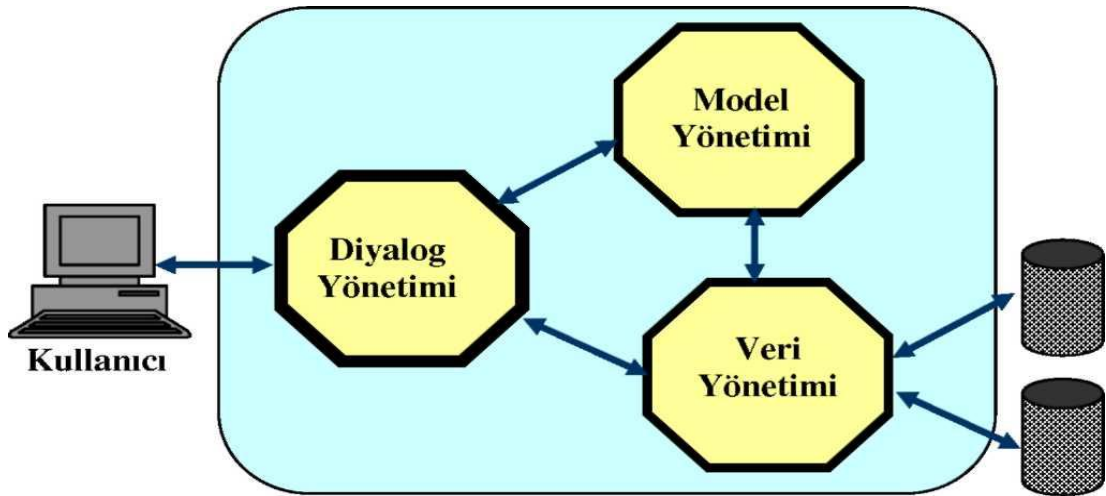 Model
Yönetimi
Diyalog
Yönetimi
Kullanıcı
Veri
Yönetimi